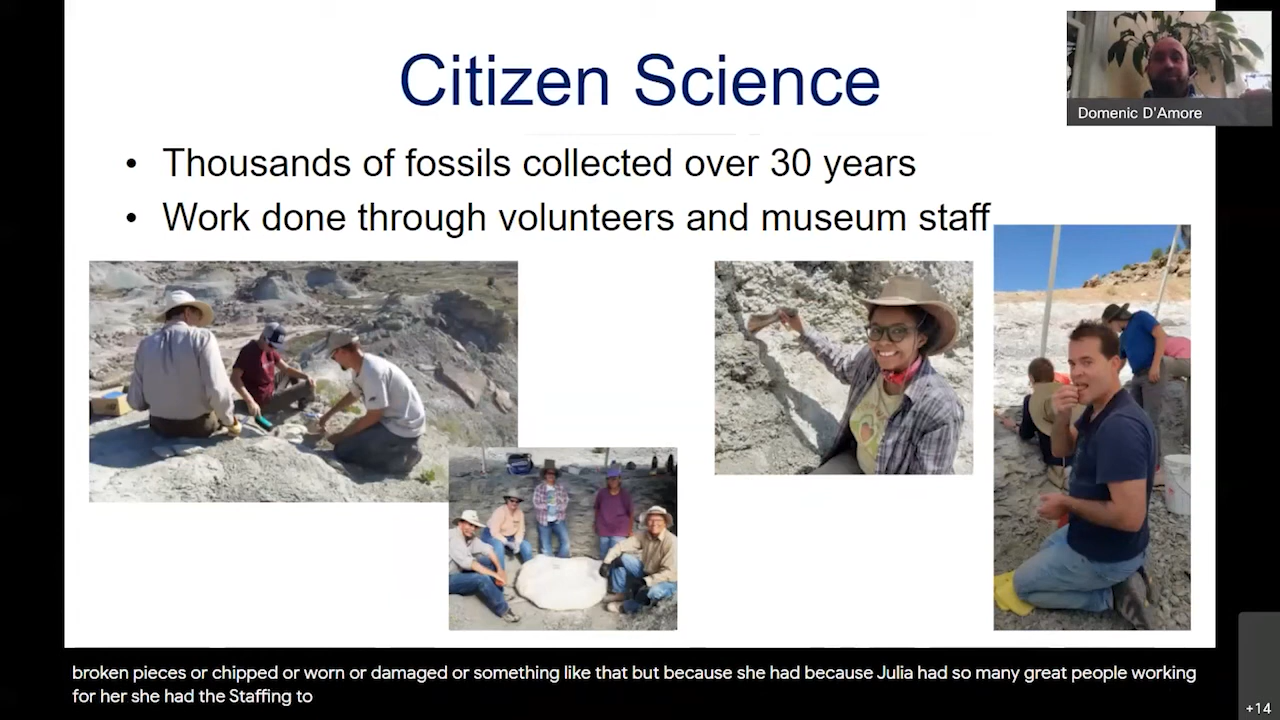 Citizen Science
Domenic D'Amore
• Thousands of fossils collected over 30 years
• Work done through volunteers and museum staff
broken pieces or chipped or worn or damaged or something like that but because she had because Julia had so many great people working
for her she had the Staffing to
+14